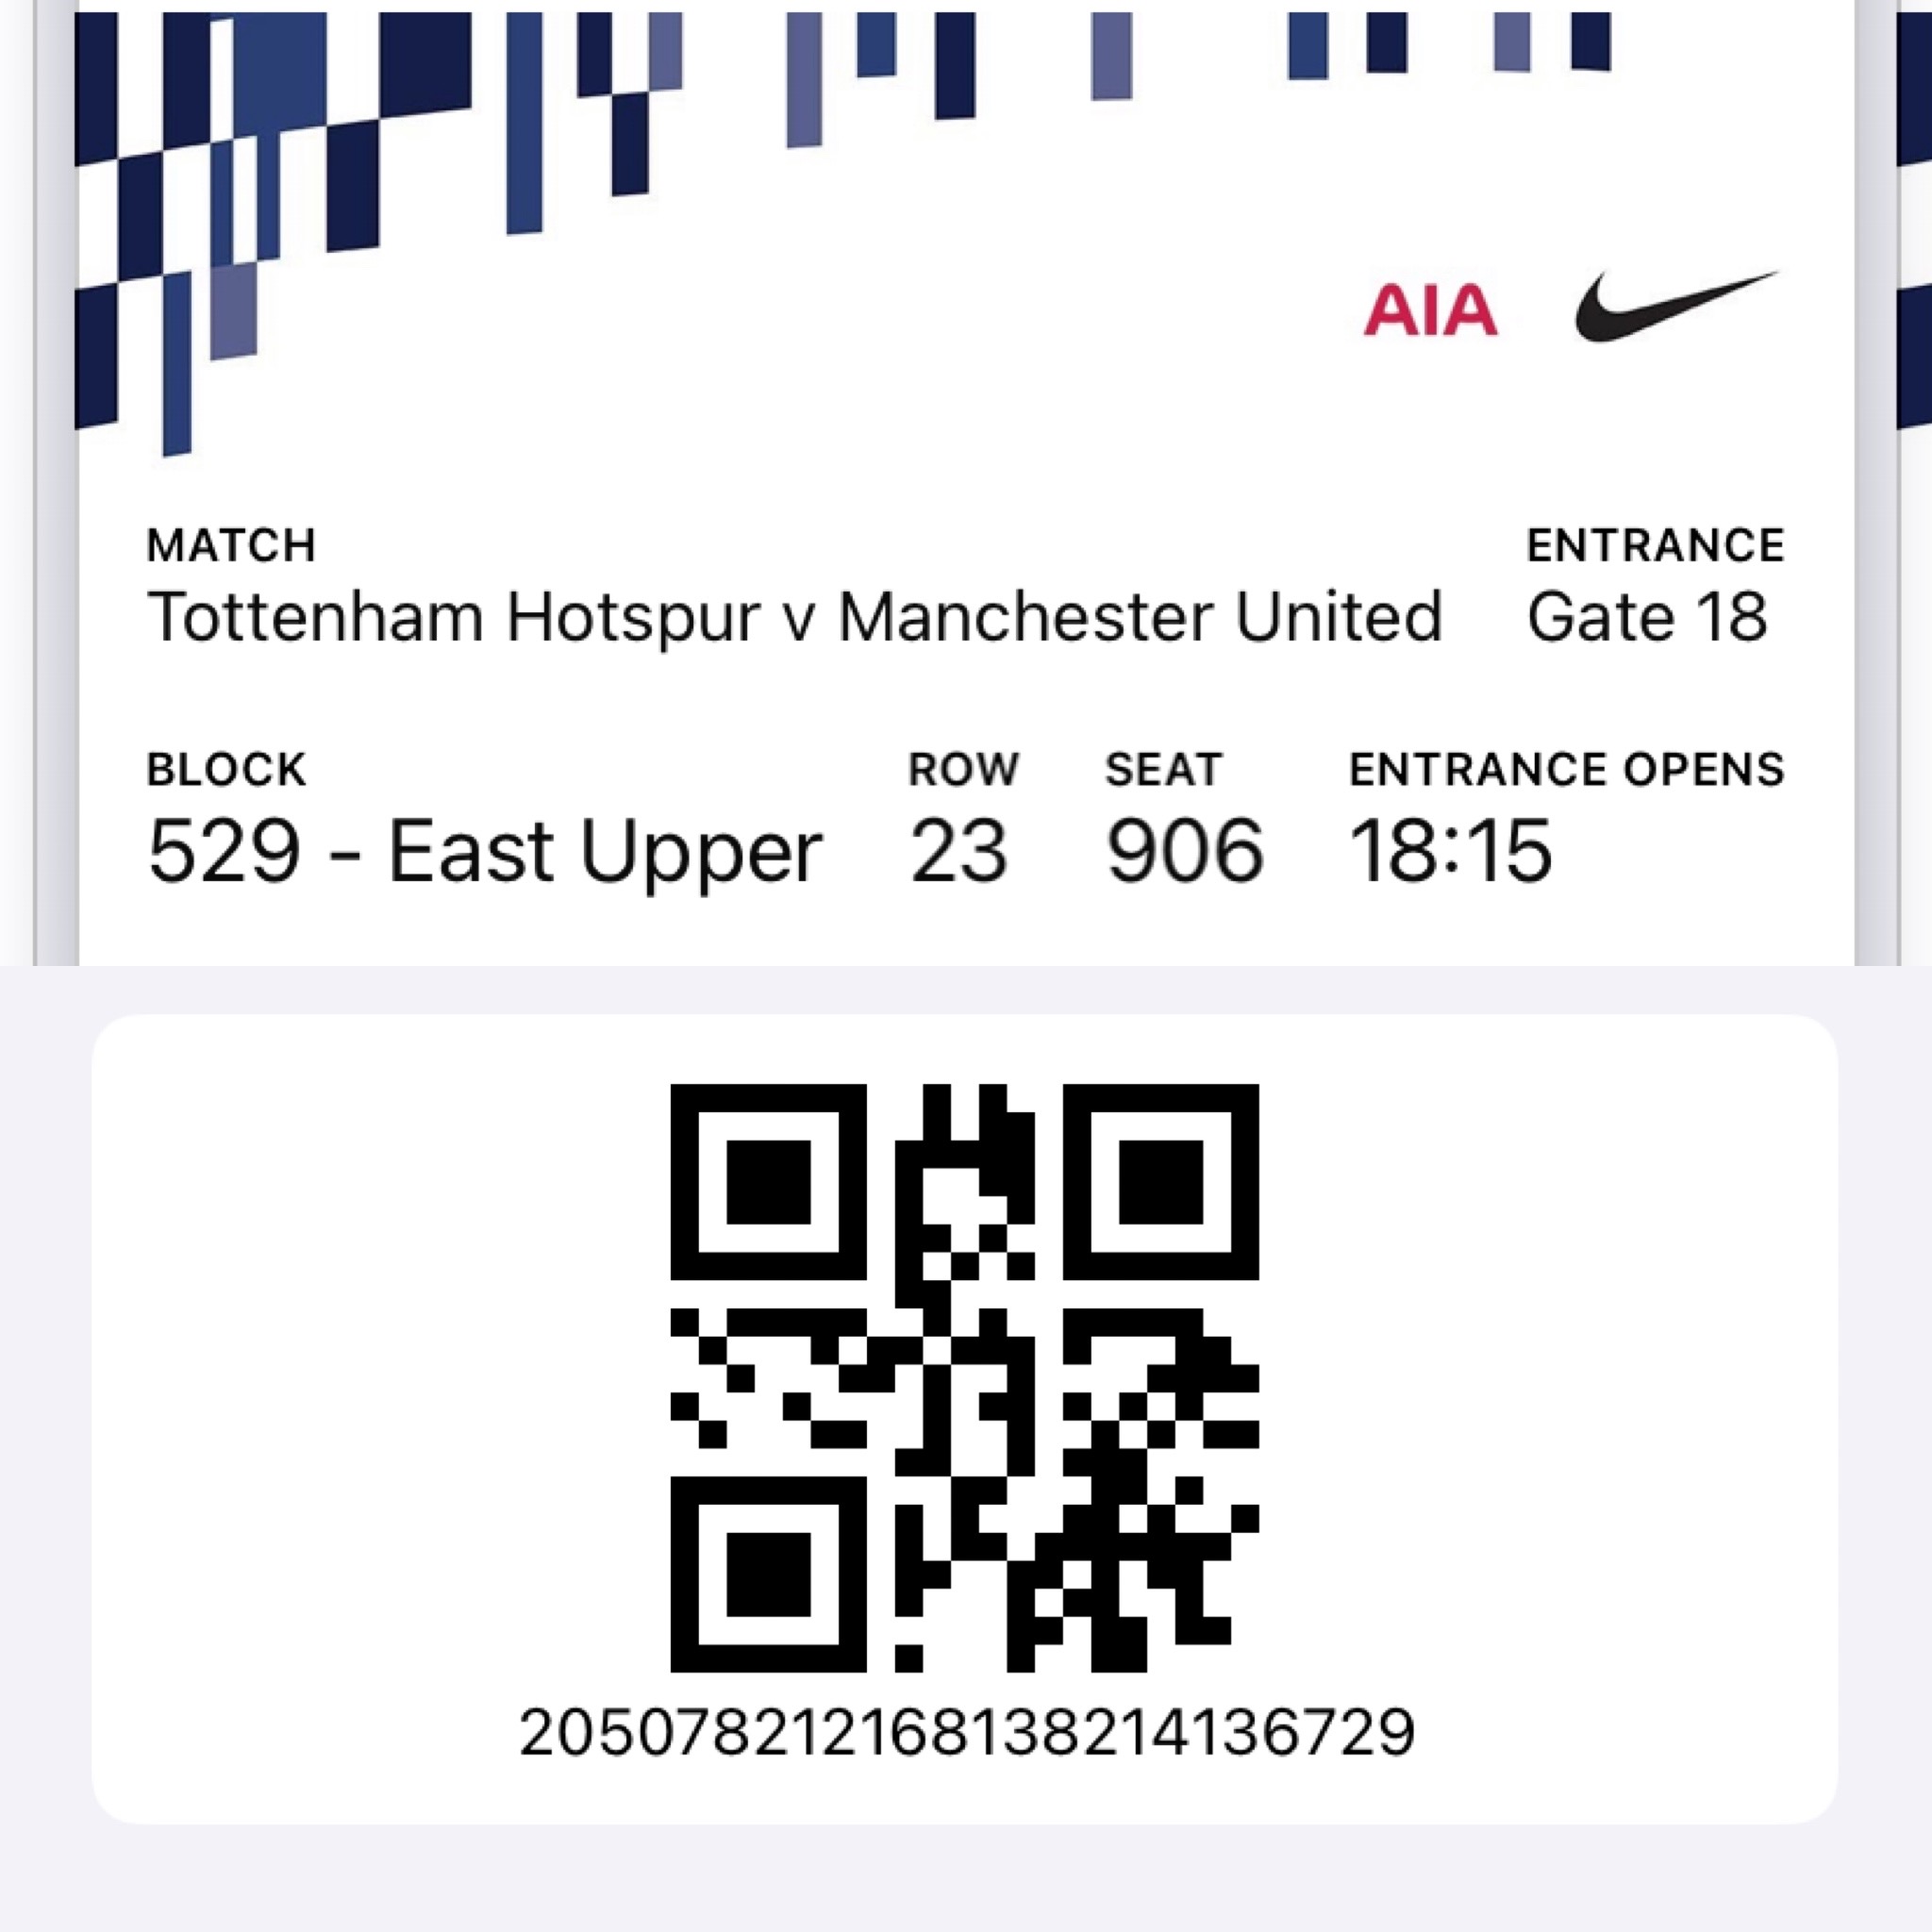 AIA
MATCH ENTRANCE
Tottenham Hotspur v Manchester United Gate 18
BLOCK ROW SEAT ENTRANCE OPENS
529 - East Upper 23 906 18:15
205078212168138214136729